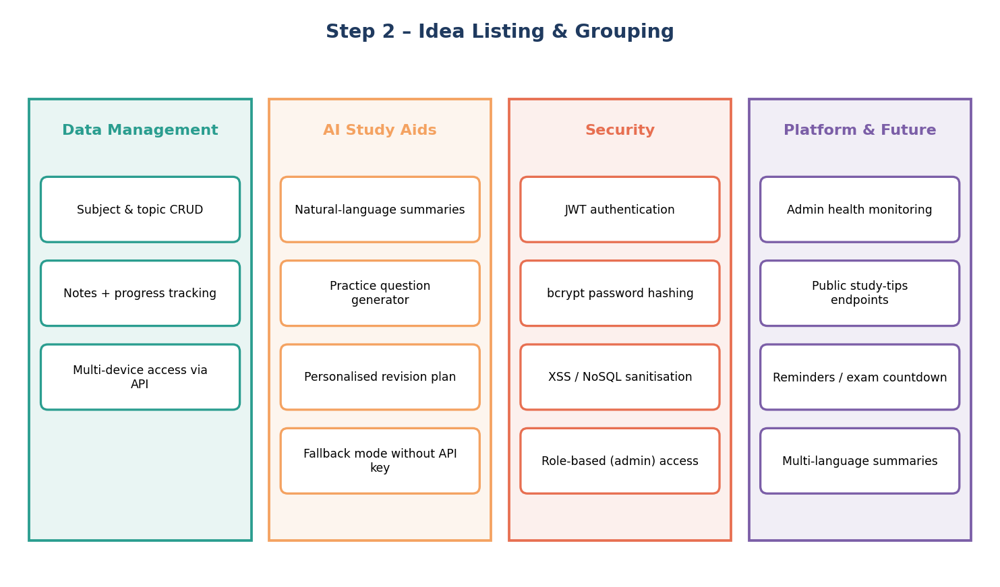 Step 2 – Idea Listing & Grouping
Data Management
Subject & topic CRUD
Notes + progress tracking
Multi-device access via
API
AI Study Aids
Natural-language summaries
Practice question
generator
Personalised revision plan
Fallback mode without API
key
Security
JWT authentication
bcrypt password hashing
XSS / NoSQL sanitisation
Role-based (admin) access
Platform & Future
Admin health monitoring
Public study-tips
endpoints
Reminders / exam countdown
Multi-language summaries